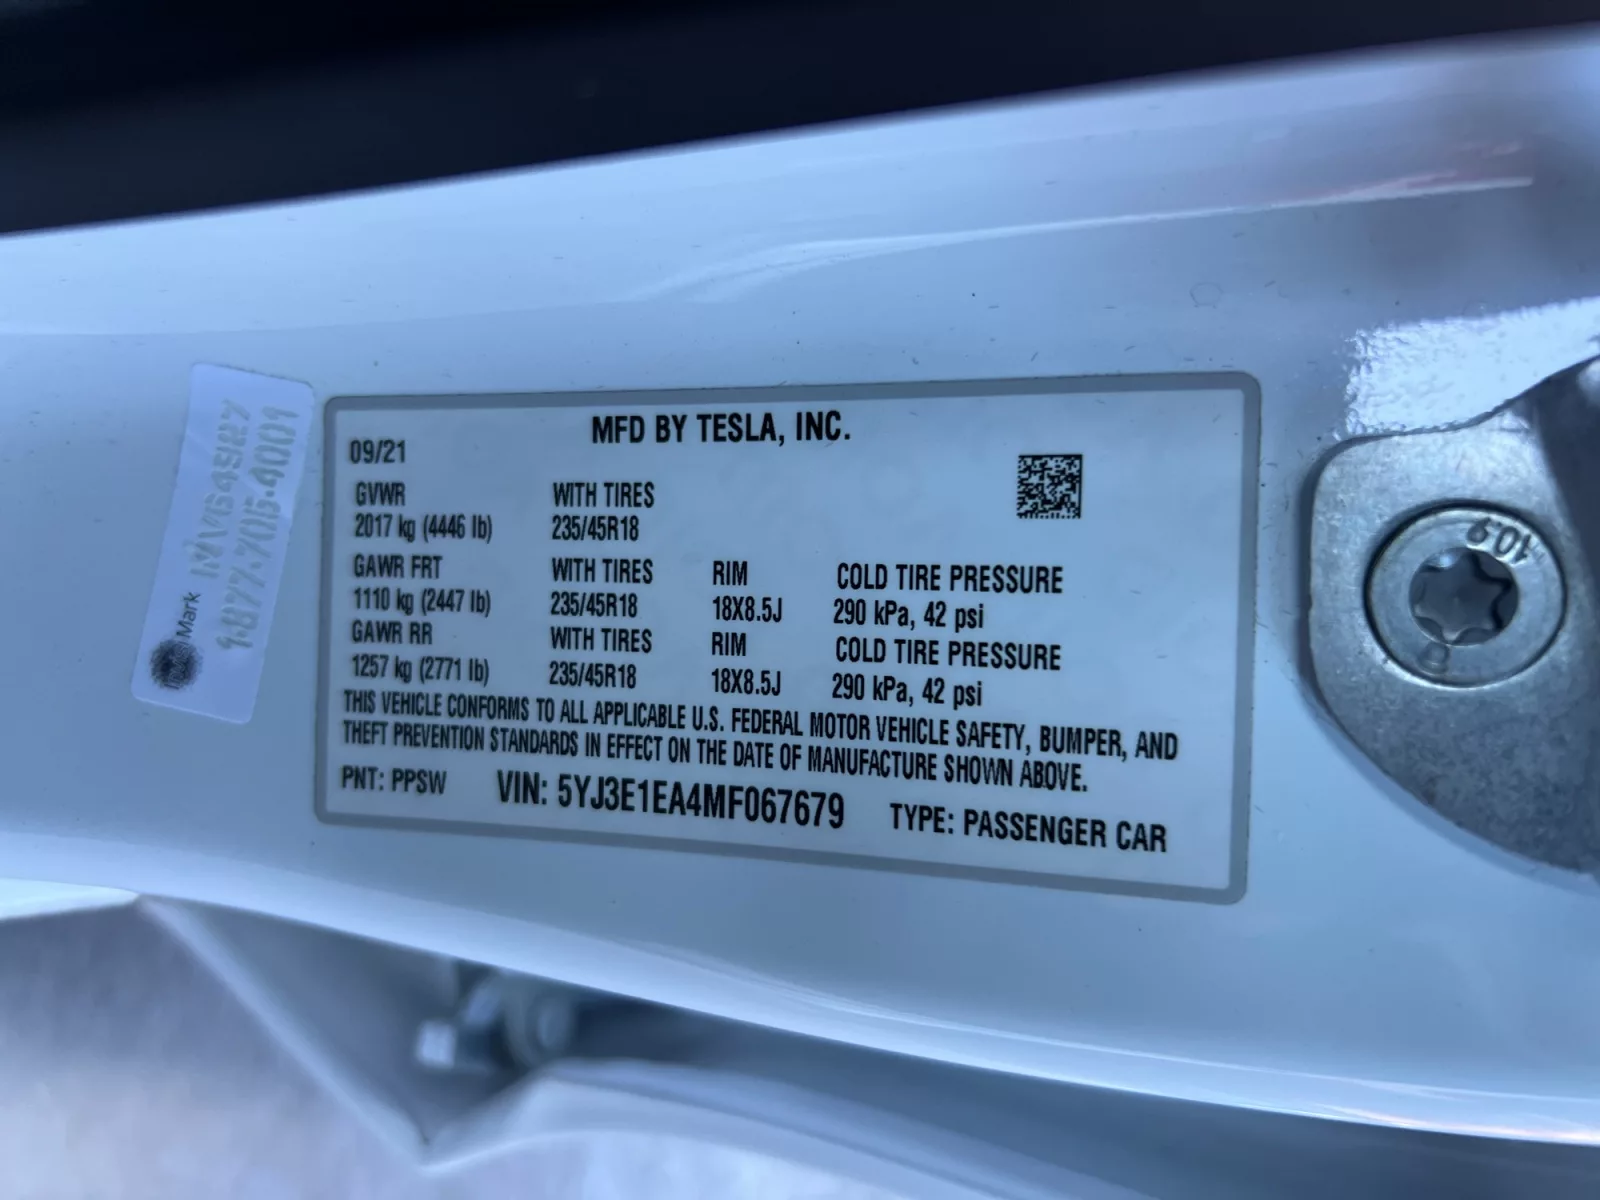 MFD BY TESLA, INC.
09/21
GVWR WITH TIRES
2017 kg (4446 lb) 235/45R18
GAWR FRT WITH TIRES RIM COLD TIRE PRESSURE
1110 kg (2447 lb) 235/45R18 18X8.5J 290 kPa, 42 psi
GAWR RR WITH TIRES RIM COLD TIRE PRESSURE
1257 kg (2771 lb) 235/45R18 18X8.5J 290 kPa, 42 psi
THIS VEHICLE CONFORMS TO ALL APPLICABLE U.S. FEDERAL MOTOR VEHICLE SAFETY, BUMPER, AND
THEFT PREVENTION STANDARDS IN EFFECT ON THE DATE OF MANUFACTURE SHOWN ABOVE.
PNT: PPSW VIN: 5YJ3E1EA4MF067679 TYPE: PASSENGER CAR
Mark
1.877.706.4001
10.9